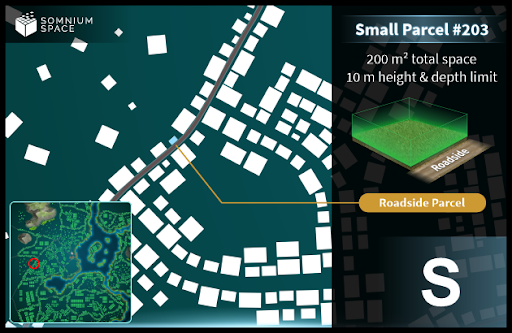 SOMNIUM
SPACE
Small Parcel #203
200 m² total space
10 m height & depth limit
Roadside
Roadside Parcel
S